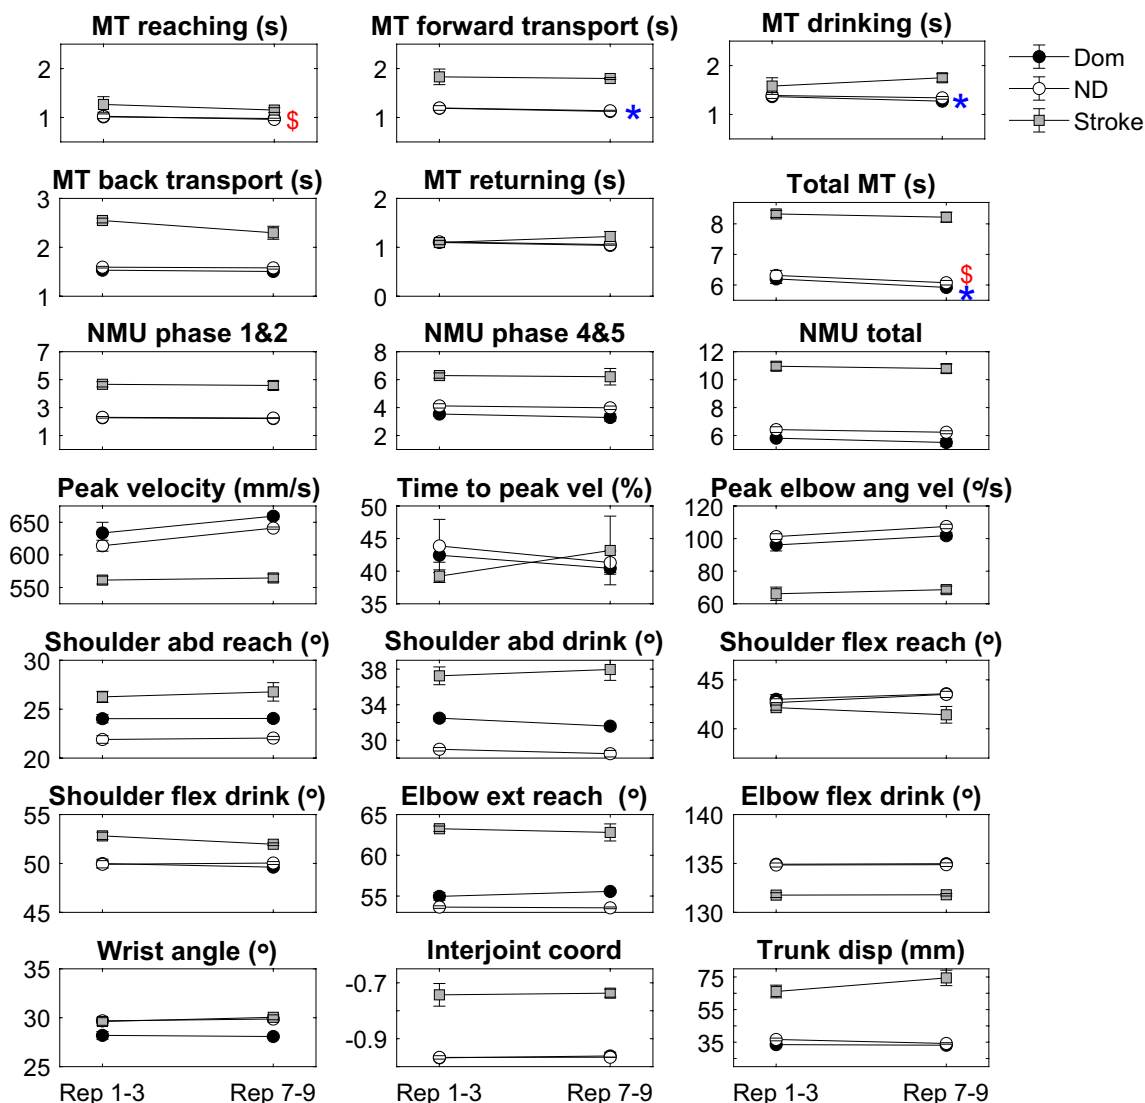 MT reaching (s)
MT forward transport (s)
MT drinking (s)
Dom
ND
Stroke
2
1
$
2
1
*
2
1
*
MT back transport (s)
MT returning (s)
Total MT (s)
3
2
1
2
1
0
8
7
6
$
*
NMU phase 1&2
NMU phase 4&5
NMU total
7
5
3
1
8
6
4
2
12
10
8
6
Peak velocity (mm/s)
Time to peak vel (%)
Peak elbow ang vel (º/s)
650
600
550
50
45
40
35
120
100
80
60
Shoulder abd reach (º)
Shoulder abd drink (º)
Shoulder flex reach (º)
30
25
20
38
34
30
45
40
Shoulder flex drink (º)
Elbow ext reach (º)
Elbow flex drink (º)
55
50
45
65
60
55
140
135
130
Wrist angle (º)
Interjoint coord
Trunk disp (mm)
35
30
25
-0.7
-0.9
75
55
35
Rep 1-3 Rep 7-9
Rep 1-3 Rep 7-9
Rep 1-3 Rep 7-9